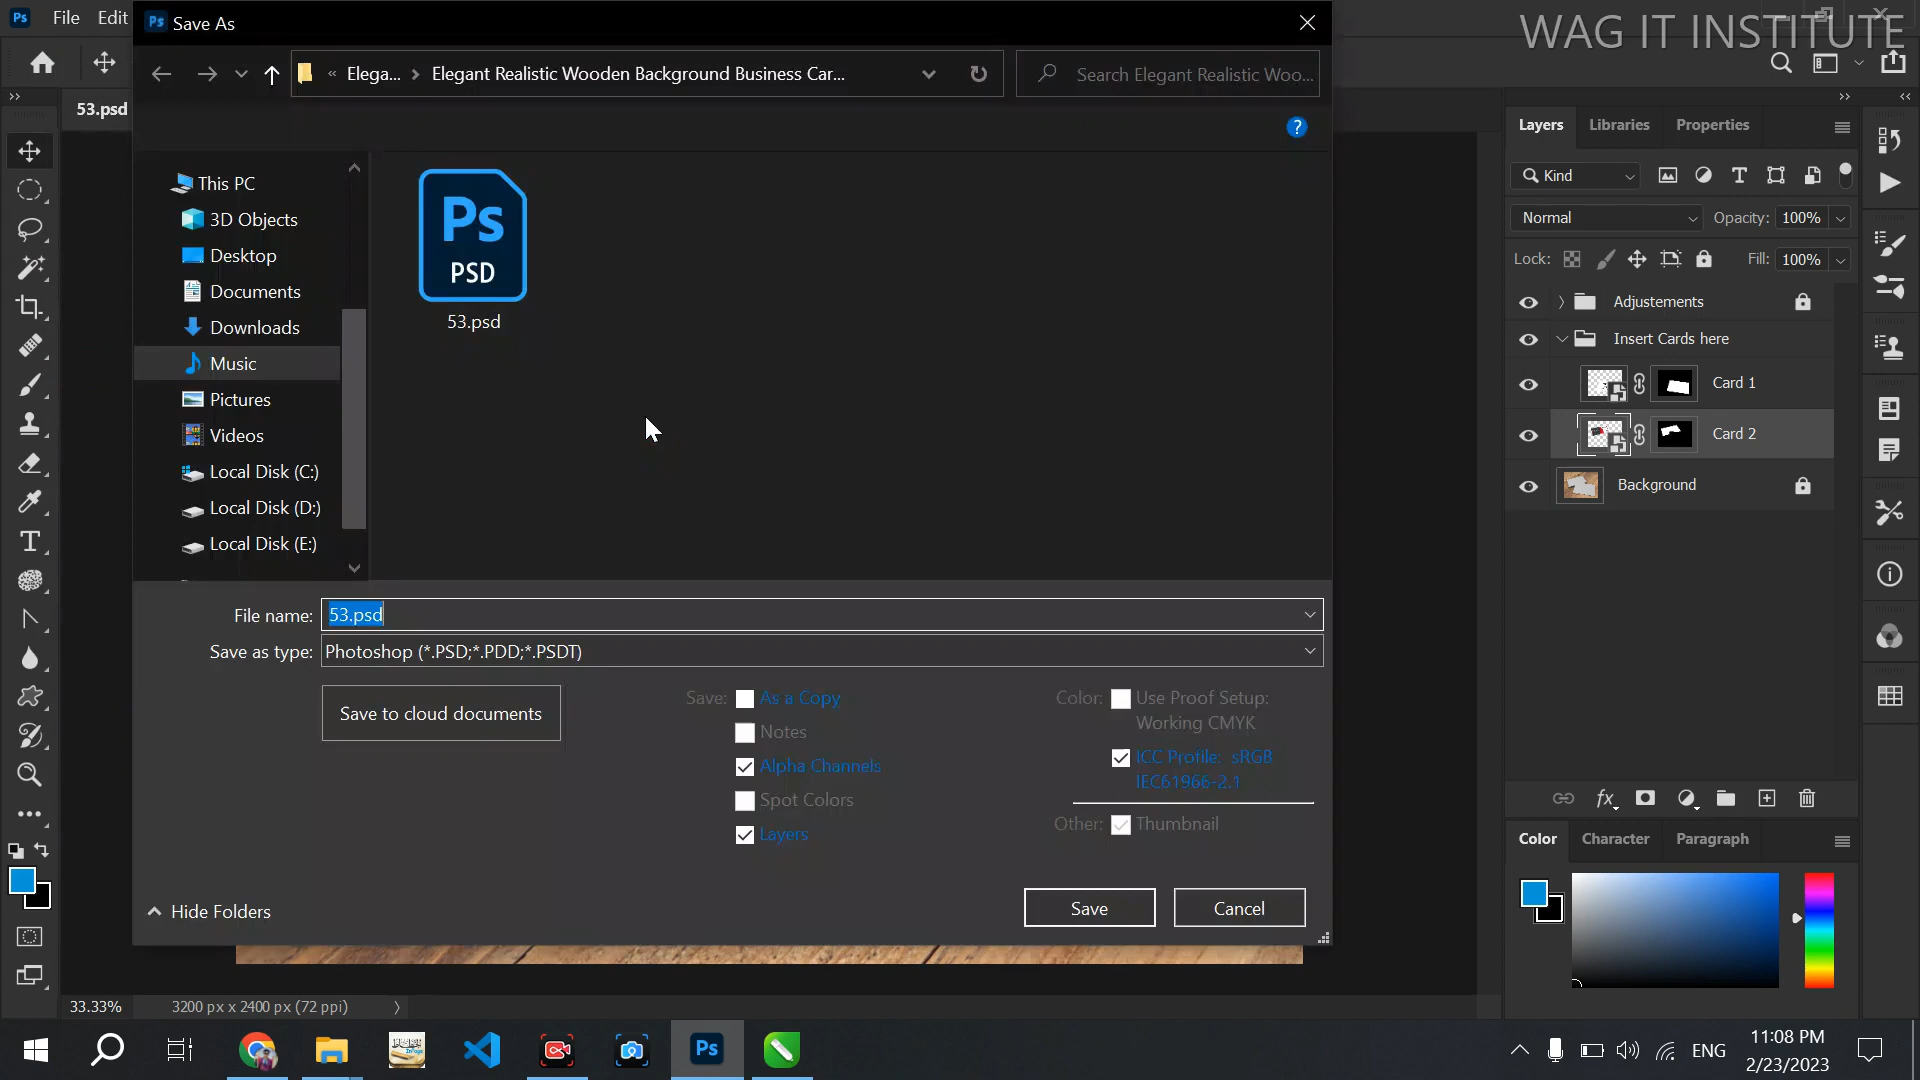 Ps File Edit
Ps Save As
WAG IT INSTITUTE
« Elega... › Elegant Realistic Wooden Background Business Car...
Search Elegant Realistic Woo...
53.psd
?
This PC
3D Objects
Desktop
Documents
Downloads
Music
Pictures
Videos
Local Disk (C:)
Local Disk (D:)
Local Disk (E:)
Ps
PSD
53.psd
File name: 53.psd
Save as type: Photoshop (*.PSD;*.PDD;*.PSDT)
Save to cloud documents
Save: As a Copy
Notes
Alpha Channels
Spot Colors
Layers
Color: Use Proof Setup:
Working CMYK
ICC Profile: sRGB
IEC61966-2.1
Other: Thumbnail
Hide Folders
Save Cancel
Layers Libraries Properties
Kind
Normal Opacity: 100%
Lock: Fill: 100%
Adjustements
Insert Cards here
Card 1
Card 2
Background
fx
Color Character Paragraph
33.33% 3200 px x 2400 px (72 ppi)
Ps
ENG
11:08 PM
2/23/2023